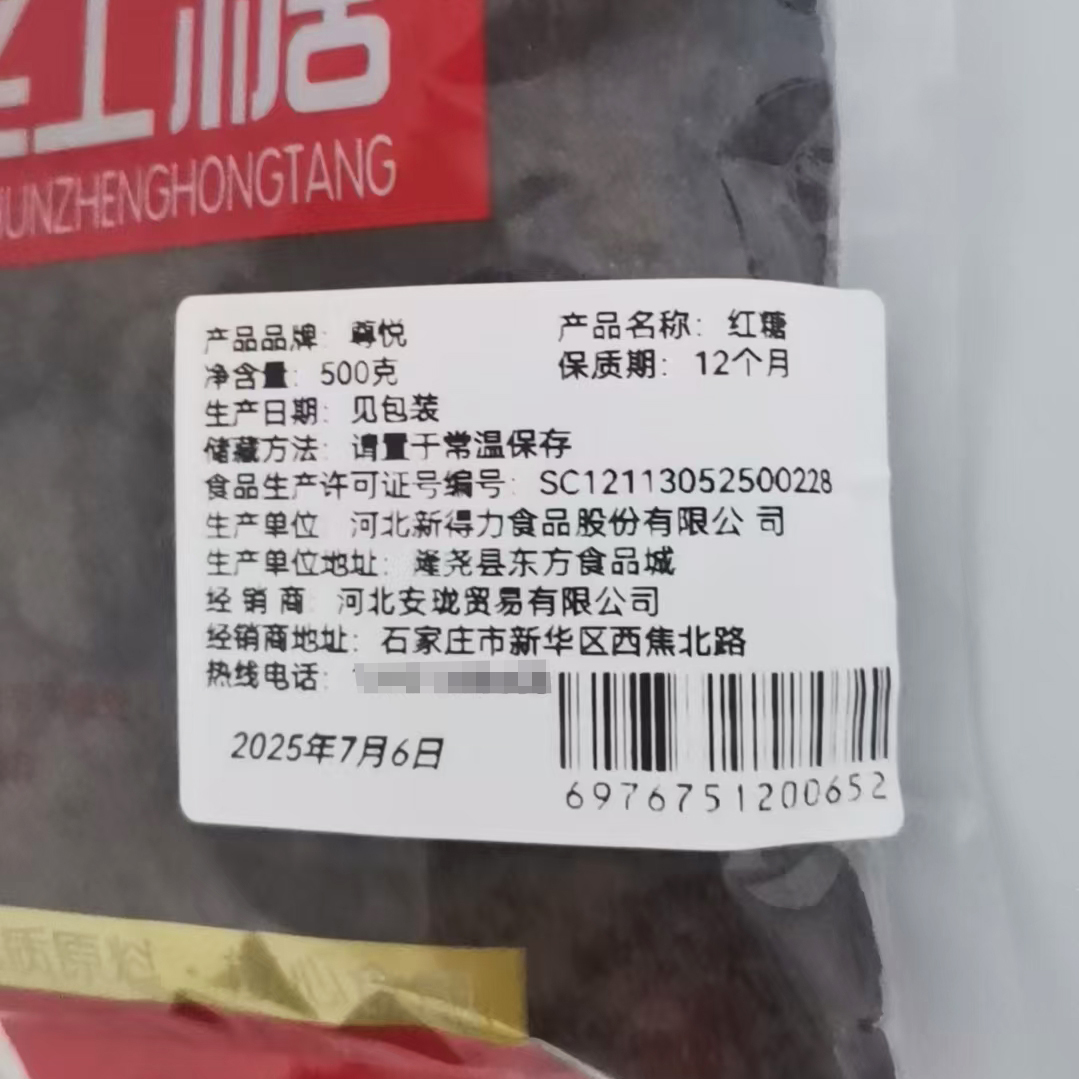 红糖
UNZHENGHONGTANG
产品品牌: 尊悦 产品名称: 红糖
净含量: 500克 保质期: 12个月
生产日期: 见包装
储藏方法: 请置于常温保存
食品生产许可证号编号: SC12113052500228
生产单位 河北新得力食品股份有限公 司
生产单位地址: 隆尧县东方食品城
经 销 商: 河北安珑贸易有限公司
经销商地址: 石家庄市新华区西焦北路
热线电话:
2025年7月6日
6976751200652
质原料